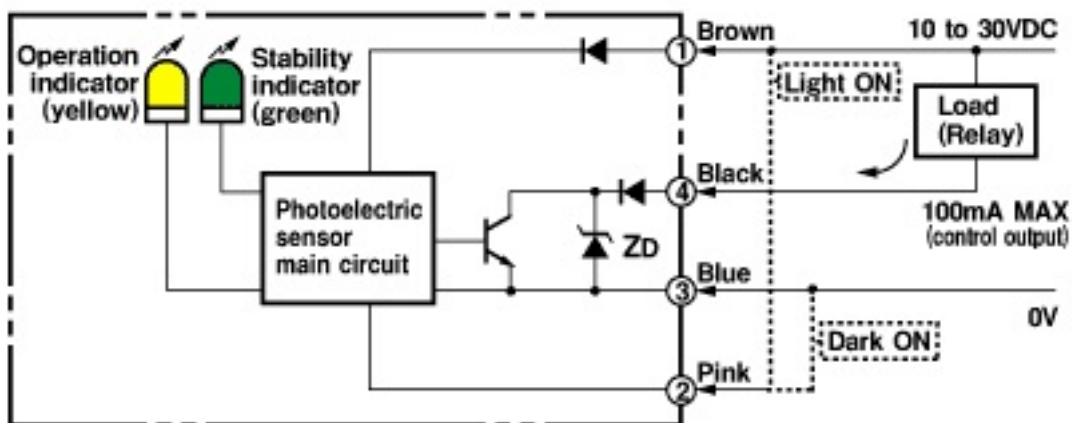 Operation
indicator
(yellow)
Stability
indicator
(green)
Photoelectric
sensor
main circuit
ZD
1
Brown
10 to 30VDC
Light ON
Load
(Relay)
4
Black
100mA MAX
(control output)
3
Blue
0V
Dark ON
2
Pink